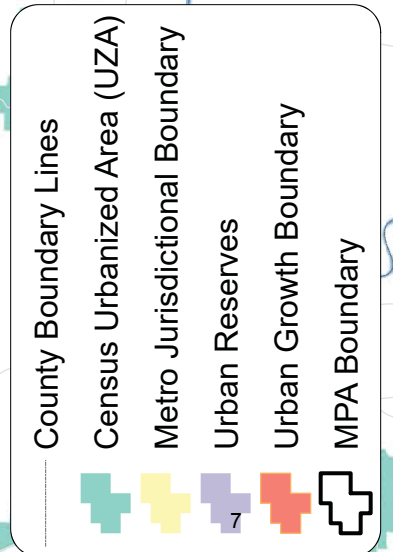 County Boundary Lines
Census Urbanized Area (UZA)
Metro Jurisdictional Boundary
Urban Reserves
Urban Growth Boundary
MPA Boundary
7